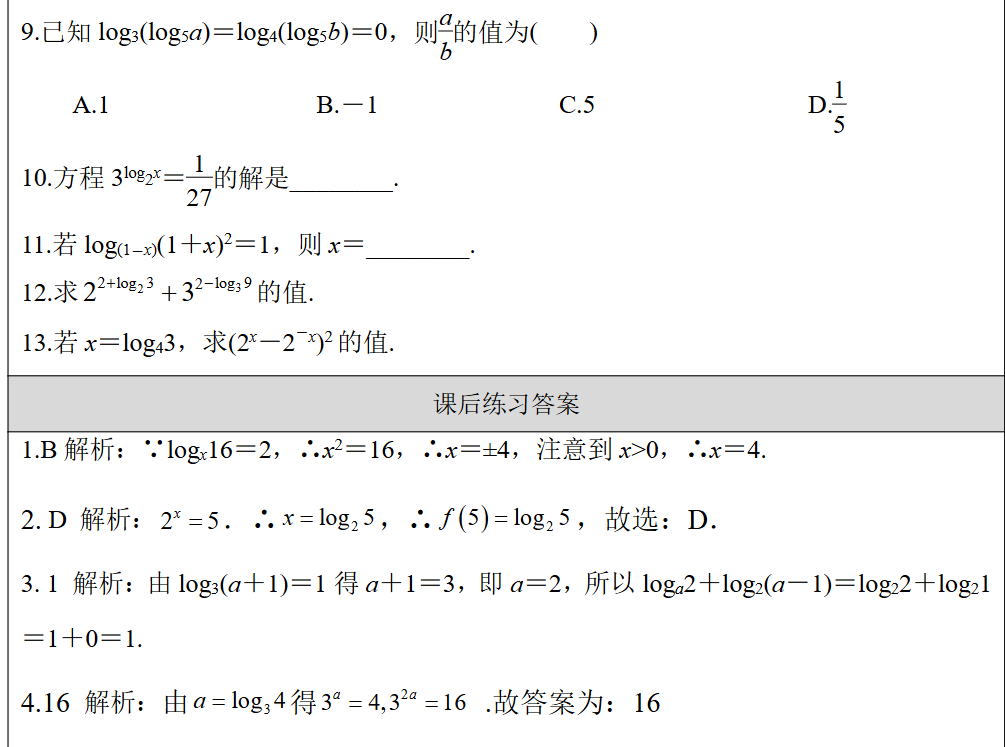 9.已知 log₃(log₅a)＝log₄(log₅b)＝0，则a/b的值为(　　)
A.1　　B.－1　　C.5　　D.1/5
10.方程 3^(log₂x)＝1/27的解是________.
11.若 log₍₁₋ₓ₎(1＋x)²＝1，则 x＝________.
12.求 2^(2+log₂3) + 3^(2−log₃9) 的值.
13.若 x＝log₄3，求(2ˣ－2⁻ˣ)² 的值.
课后练习答案
1.B 解析：∵logₓ16＝2，∴x²＝16，∴x＝±4，注意到 x>0，∴x＝4.
2. D 解析：2ˣ = 5．∴ x = log₂ 5，∴ f(5) = log₂ 5，故选：D．
3. 1 解析：由 log₃(a＋1)＝1 得 a＋1＝3，即 a＝2，所以 logₐ2＋log₂(a－1)＝log₂2＋log₂1
＝1＋0＝1.
4.16 解析：由 a = log₃ 4 得 3ᵃ = 4,3²ᵃ = 16 .故答案为：16